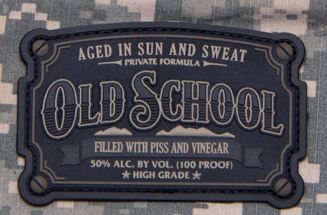 AGED IN SUN AND SWEAT
PRIVATE FORMULA
OLD SCHOOL
FILLED WITH PISS AND VINEGAR
50% ALC. BY VOL. (100 PROOF)
★ HIGH GRADE ★